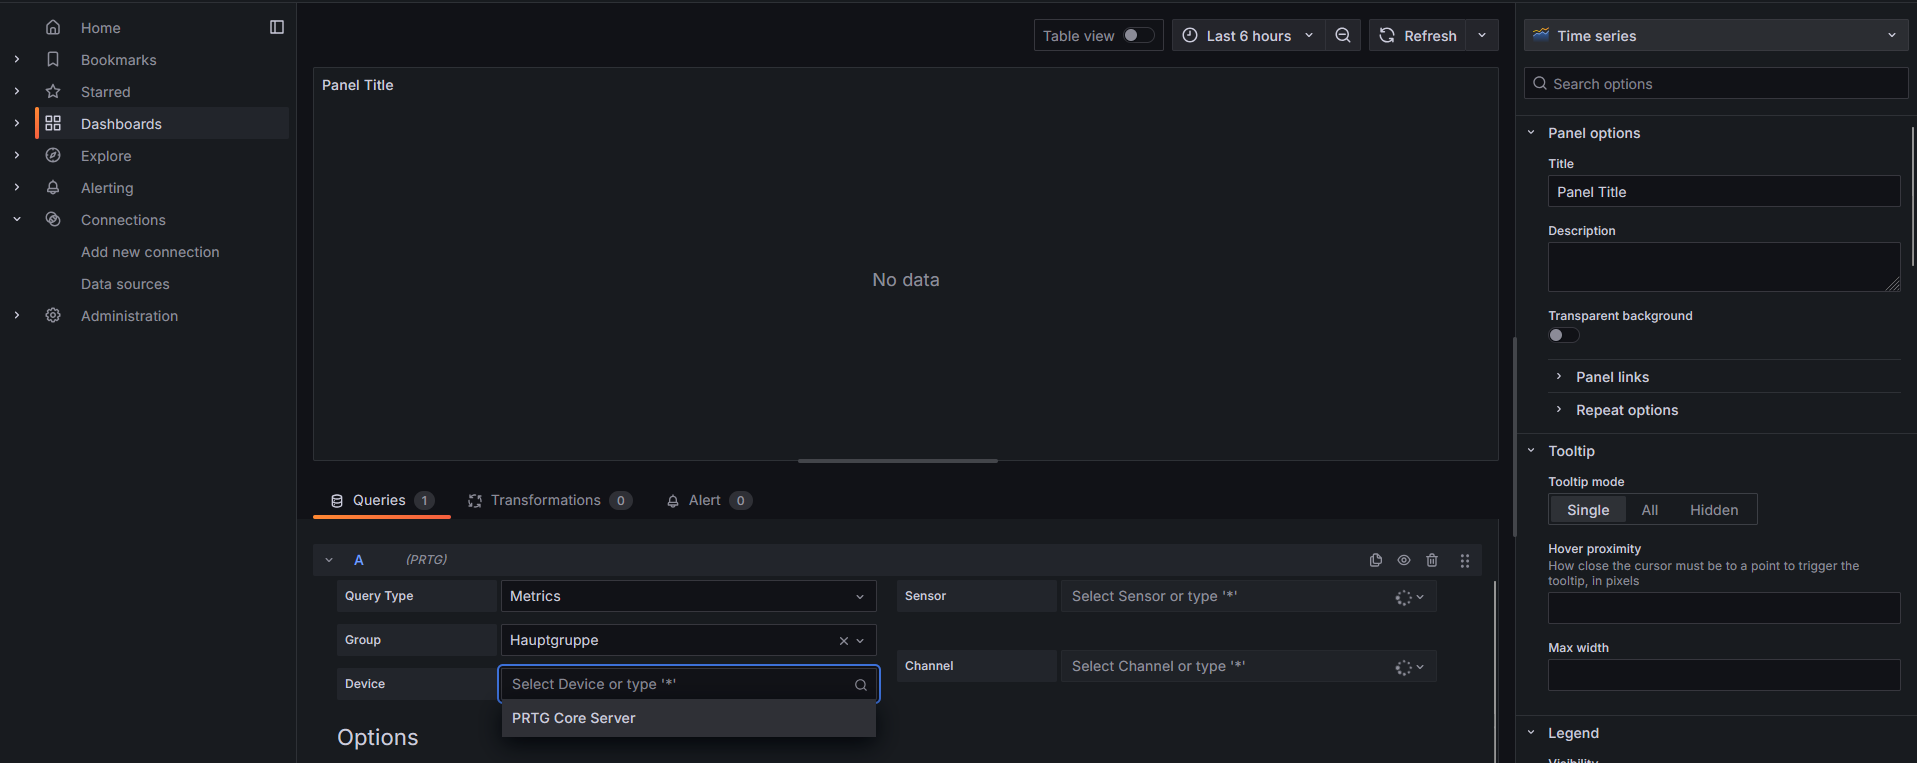 Home
Bookmarks
Starred
Dashboards
Explore
Alerting
Connections
Add new connection
Data sources
Administration
Table view
Last 6 hours
Refresh
Panel Title
No data
Queries 1 Transformations 0 Alert 0
A (PRTG)
Query Type Metrics
Group Hauptgruppe
Device Select Device or type '*'
PRTG Core Server
Sensor Select Sensor or type '*'
Channel Select Channel or type '*'
Options
Time series
Search options
Panel options
Title
Panel Title
Description
Transparent background
Panel links
Repeat options
Tooltip
Tooltip mode
Single All Hidden
Hover proximity
How close the cursor must be to a point to trigger the
tooltip, in pixels
Max width
Legend
Visibility